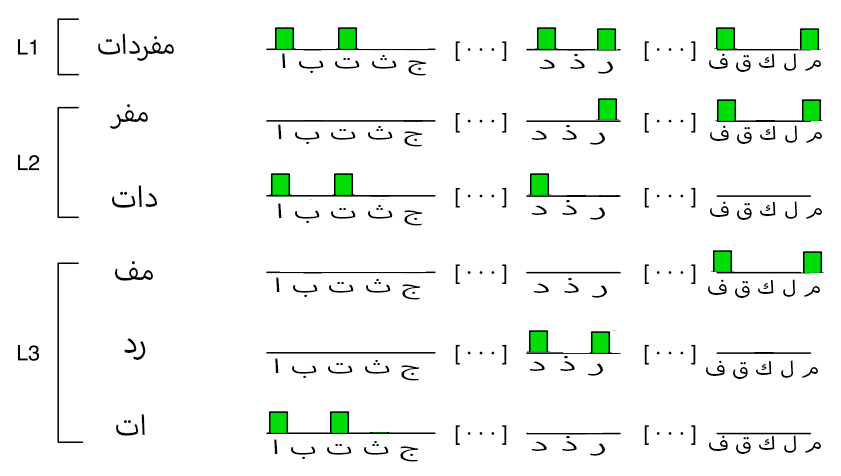 L1 مفردات ا ب ت ث ج [···] د ذ ر [···] ف ق ك ل م
L2
مفر ا ب ت ث ج [···] د ذ ر [···] ف ق ك ل م
دات ا ب ت ث ج [···] د ذ ر [···] ف ق ك ل م
L3
مف ا ب ت ث ج [···] د ذ ر [···] ف ق ك ل م
رد ا ب ت ث ج [···] د ذ ر [···] ف ق ك ل م
ات ا ب ت ث ج [···] د ذ ر [···] ف ق ك ل م